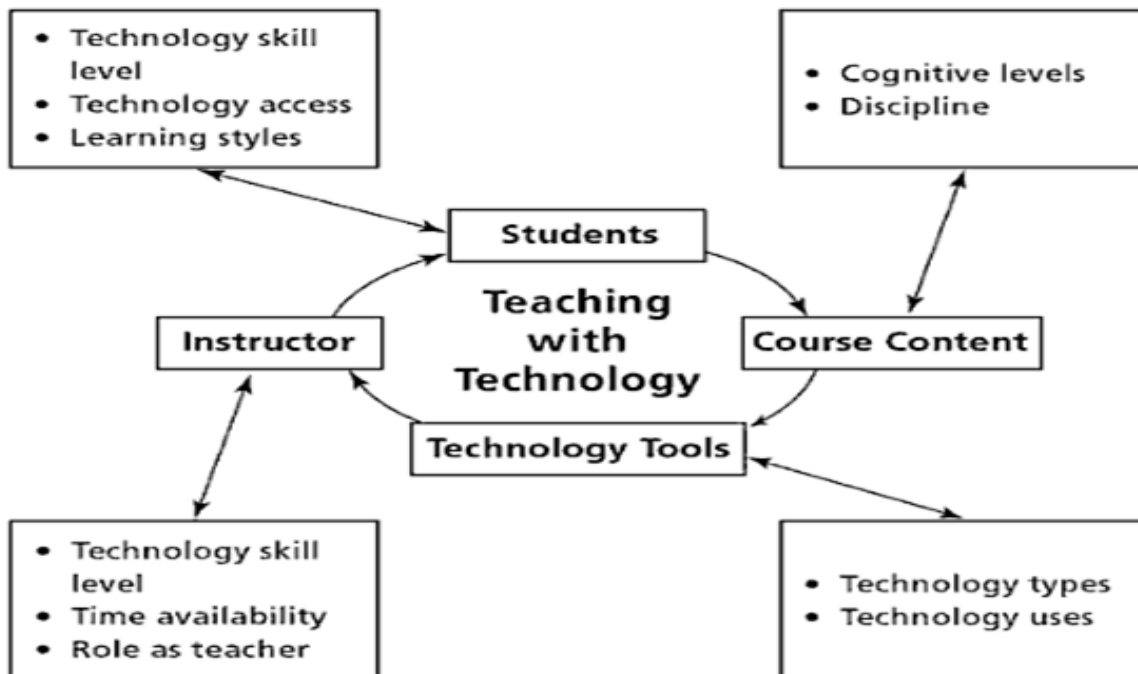 • Technology skill
level
• Technology access
• Learning styles
• Cognitive levels
• Discipline
Students
Teaching
with
Technology
Instructor
Course Content
Technology Tools
• Technology skill
level
• Time availability
• Role as teacher
• Technology types
• Technology uses